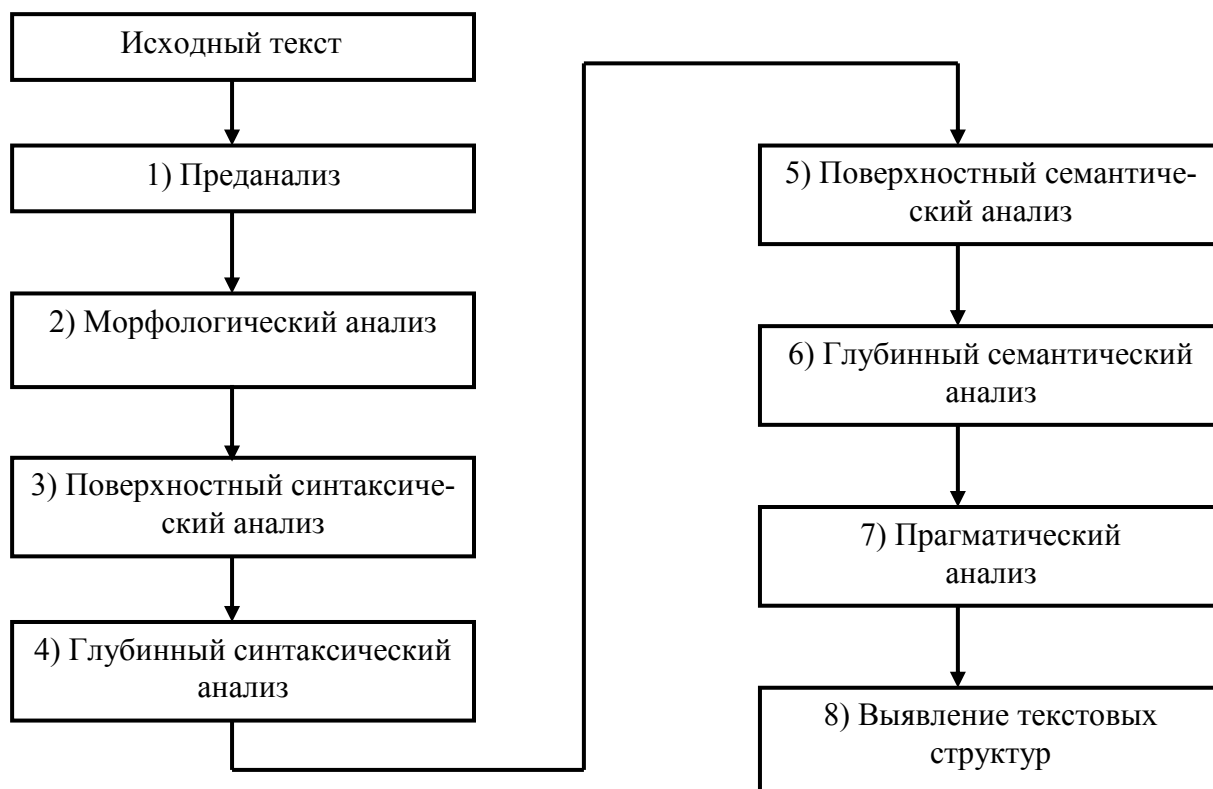 Исходный текст
1) Преданализ
2) Морфологический анализ
3) Поверхностный синтаксиче-
ский анализ
4) Глубинный синтаксический
анализ
5) Поверхностный семантиче-
ский анализ
6) Глубинный семантический
анализ
7) Прагматический
анализ
8) Выявление текстовых
структур